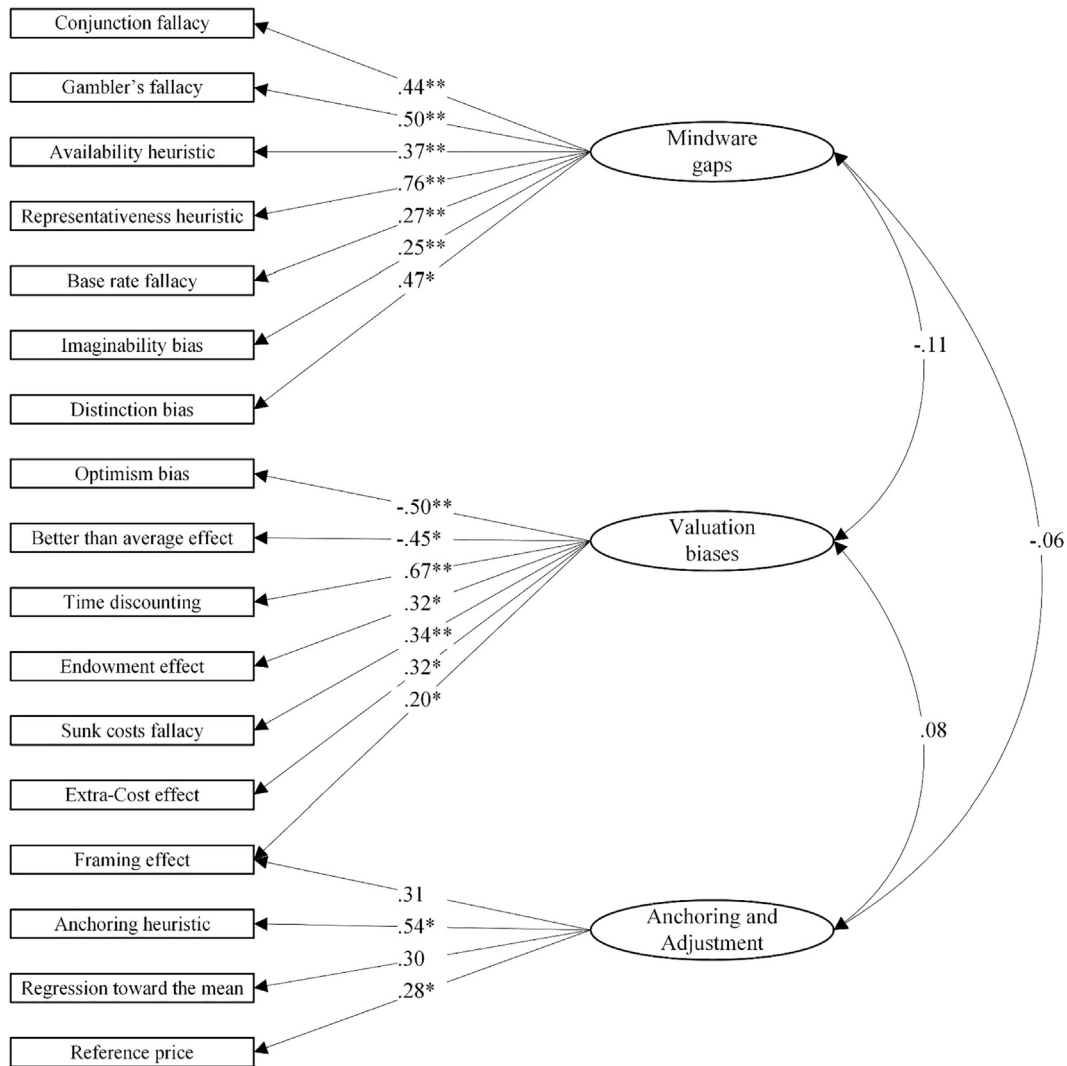 Conjunction fallacy
Gambler's fallacy
Availability heuristic
Representativeness heuristic
Base rate fallacy
Imaginability bias
Distinction bias
Optimism bias
Better than average effect
Time discounting
Endowment effect
Sunk costs fallacy
Extra-Cost effect
Framing effect
Anchoring heuristic
Regression toward the mean
Reference price
.44**
.50**
.37**
.76**
.27**
.25**
.47*
-.50**
-.45*
.67**
.32*
.34**
.32*
.20*
.31
.54*
.30
.28*
Mindware
gaps
Valuation
biases
Anchoring and
Adjustment
-.11
.08
-.06